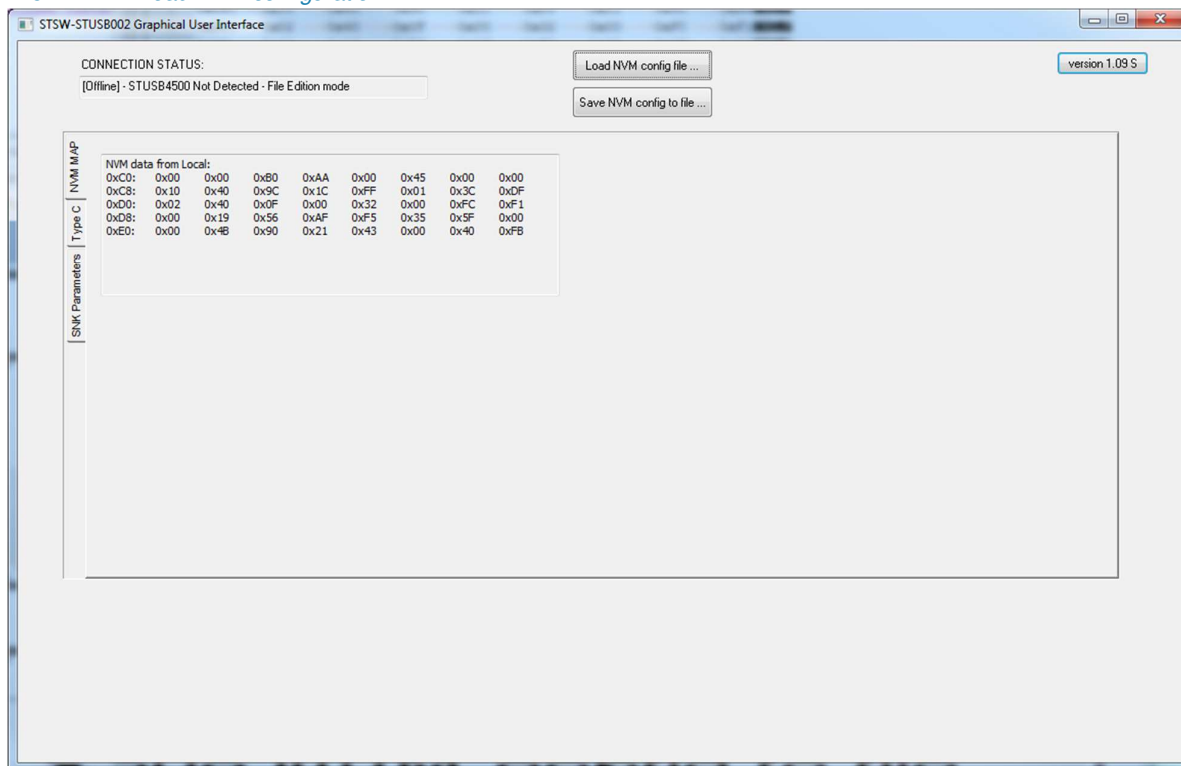 STSW-STUSB002 Graphical User Interface
CONNECTION STATUS:
[Offline] - STUSB4500 Not Detected - File Edition mode
Load NVM config file ...
Save NVM config to file ...
version 1.09 S
NVM MAP
Type C
SNK Parameters
NVM data from Local:
0xC0: 0x00 0x00 0xB0 0xAA 0x00 0x45 0x00 0x00
0xC8: 0x10 0x40 0x9C 0x1C 0xFF 0x01 0x3C 0xDF
0xD0: 0x02 0x40 0x0F 0x00 0x32 0x00 0xFC 0xF1
0xD8: 0x00 0x19 0x56 0xAF 0xF5 0x35 0x5F 0x00
0xE0: 0x00 0x4B 0x90 0x21 0x43 0x00 0x40 0xFB